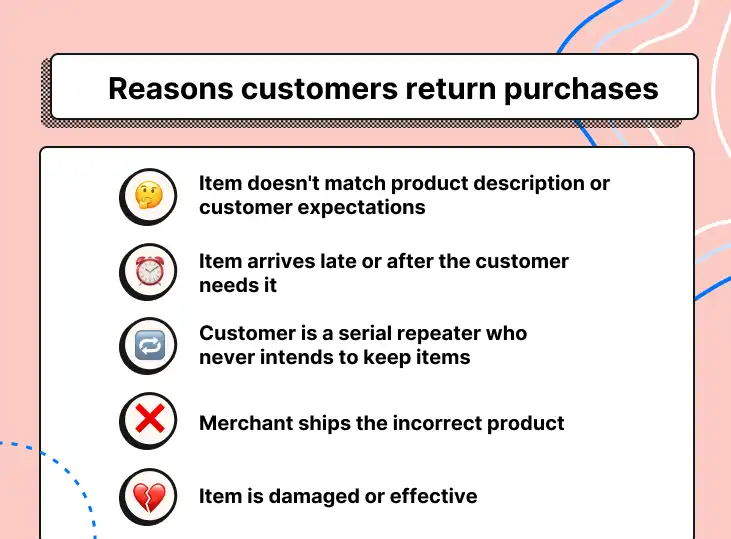 Reasons customers return purchases
Item doesn't match product description or
customer expectations
Item arrives late or after the customer
needs it
Customer is a serial repeater who
never intends to keep items
Merchant ships the incorrect product
Item is damaged or effective